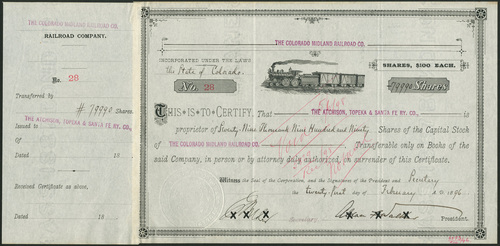 THE COLORADO MIDLAND RAILROAD CO.
RAILROAD COMPANY.
No. 28
Transferred by
# 79990 Shares
Issued to
THE ATCHISON, TOPEKA & SANTA FE RY. CO.,
Dated 18
Received Certificate as above,
Dated 18
THE COLORADO MIDLAND RAILROAD CO.
INCORPORATED UNDER THE LAWS
the State of Colorado.
SHARES, $100 EACH.
No. 28
79990 Shares
THIS IS TO CERTIFY, That
THE ATCHISON, TOPEKA & SANTA FE RY. CO.,
proprietor of Seventy Nine Thousand Nine Hundred and Ninety Shares of the Capital Stock
of THE COLORADO MIDLAND RAILROAD CO. Transferable only on Books of the
said Company, in person or by attorney duly authorized, on surrender of this Certificate.
Witness the Seal of the Corporation, and the Signatures of the President and Secretary
the twenty-first day of February A.D. 1896
Secretary
President.